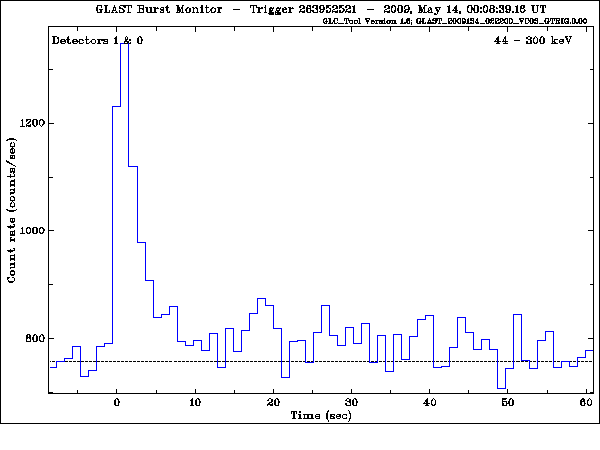 GLAST Burst Monitor – Trigger 263952521 – 2009, May 14, 00:08:39.16 UT
GLC_Tool Version 1.6; GLAST_2009134_032200_VC08_GTRIG.0.00
Detectors 1 & 0
44 – 300 keV
Count rate (counts/sec)
1200
1000
800
0 10 20 30 40 50 60
Time (sec)